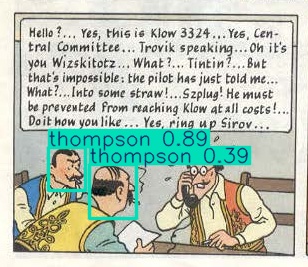 Hello?... Yes, this is Klow 3324... Yes, Cen-
tral Committee... Trovik speaking... Oh it's
you Wizskitotz... What?... Tintin?... But
that's impossible: the pilot has just told me...
What?... Into some straw!... Szplug! He must
be prevented from reaching Klow at all costs!...
Do it how you like... Yes, ring up Sirov...
thompson 0.89
thompson 0.39